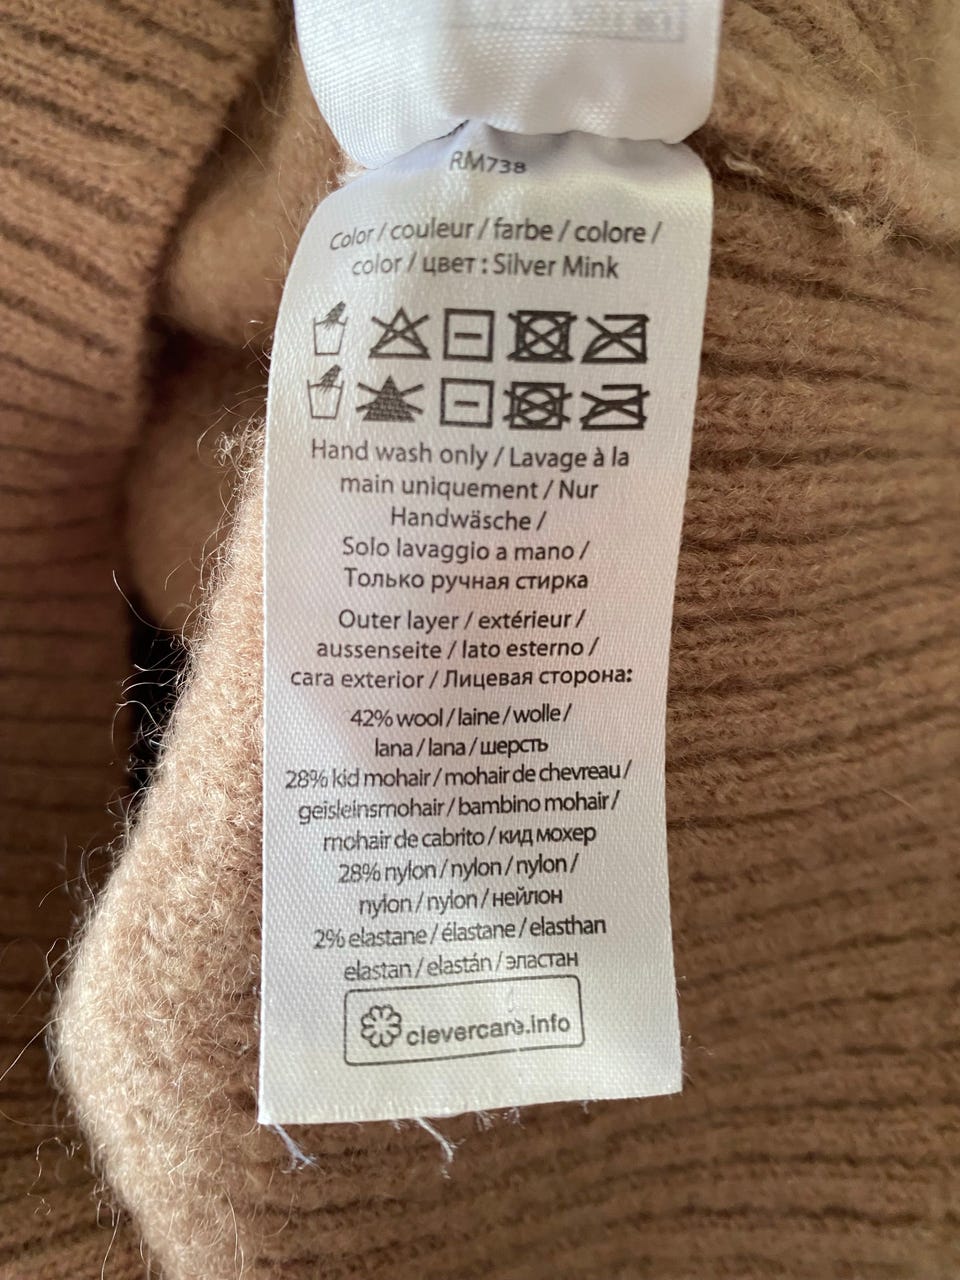 RM738
Color / couleur / farbe / colore /
color / цвет : Silver Mink
Hand wash only / Lavage à la
main uniquement / Nur
Handwäsche /
Solo lavaggio a mano /
Только ручная стирка
Outer layer / extérieur /
aussenseite / lato esterno /
cara exterior / Лицевая сторона:
42% wool / laine / wolle /
lana / lana / шерсть
28% kid mohair / mohair de chevreau /
geisleinsmohair / bambino mohair /
mohair de cabrito / кид мохер
28% nylon / nylon / nylon /
nylon / nylon / нейлон
2% elastane / élastane / elasthan
elastan / elastán / эластан
clevercare.info